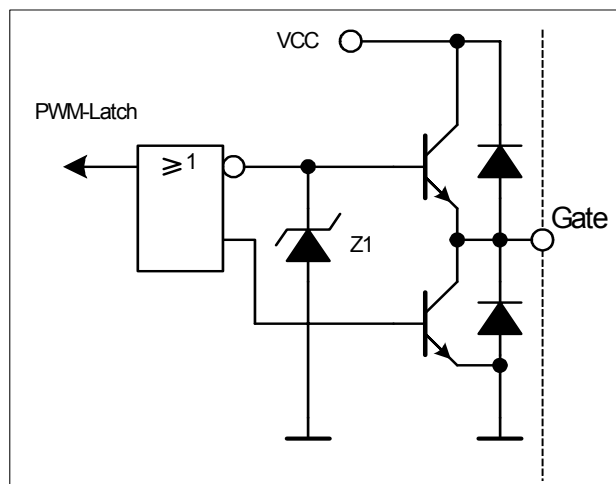 VCC
PWM-Latch
≥1
Gate
Z1